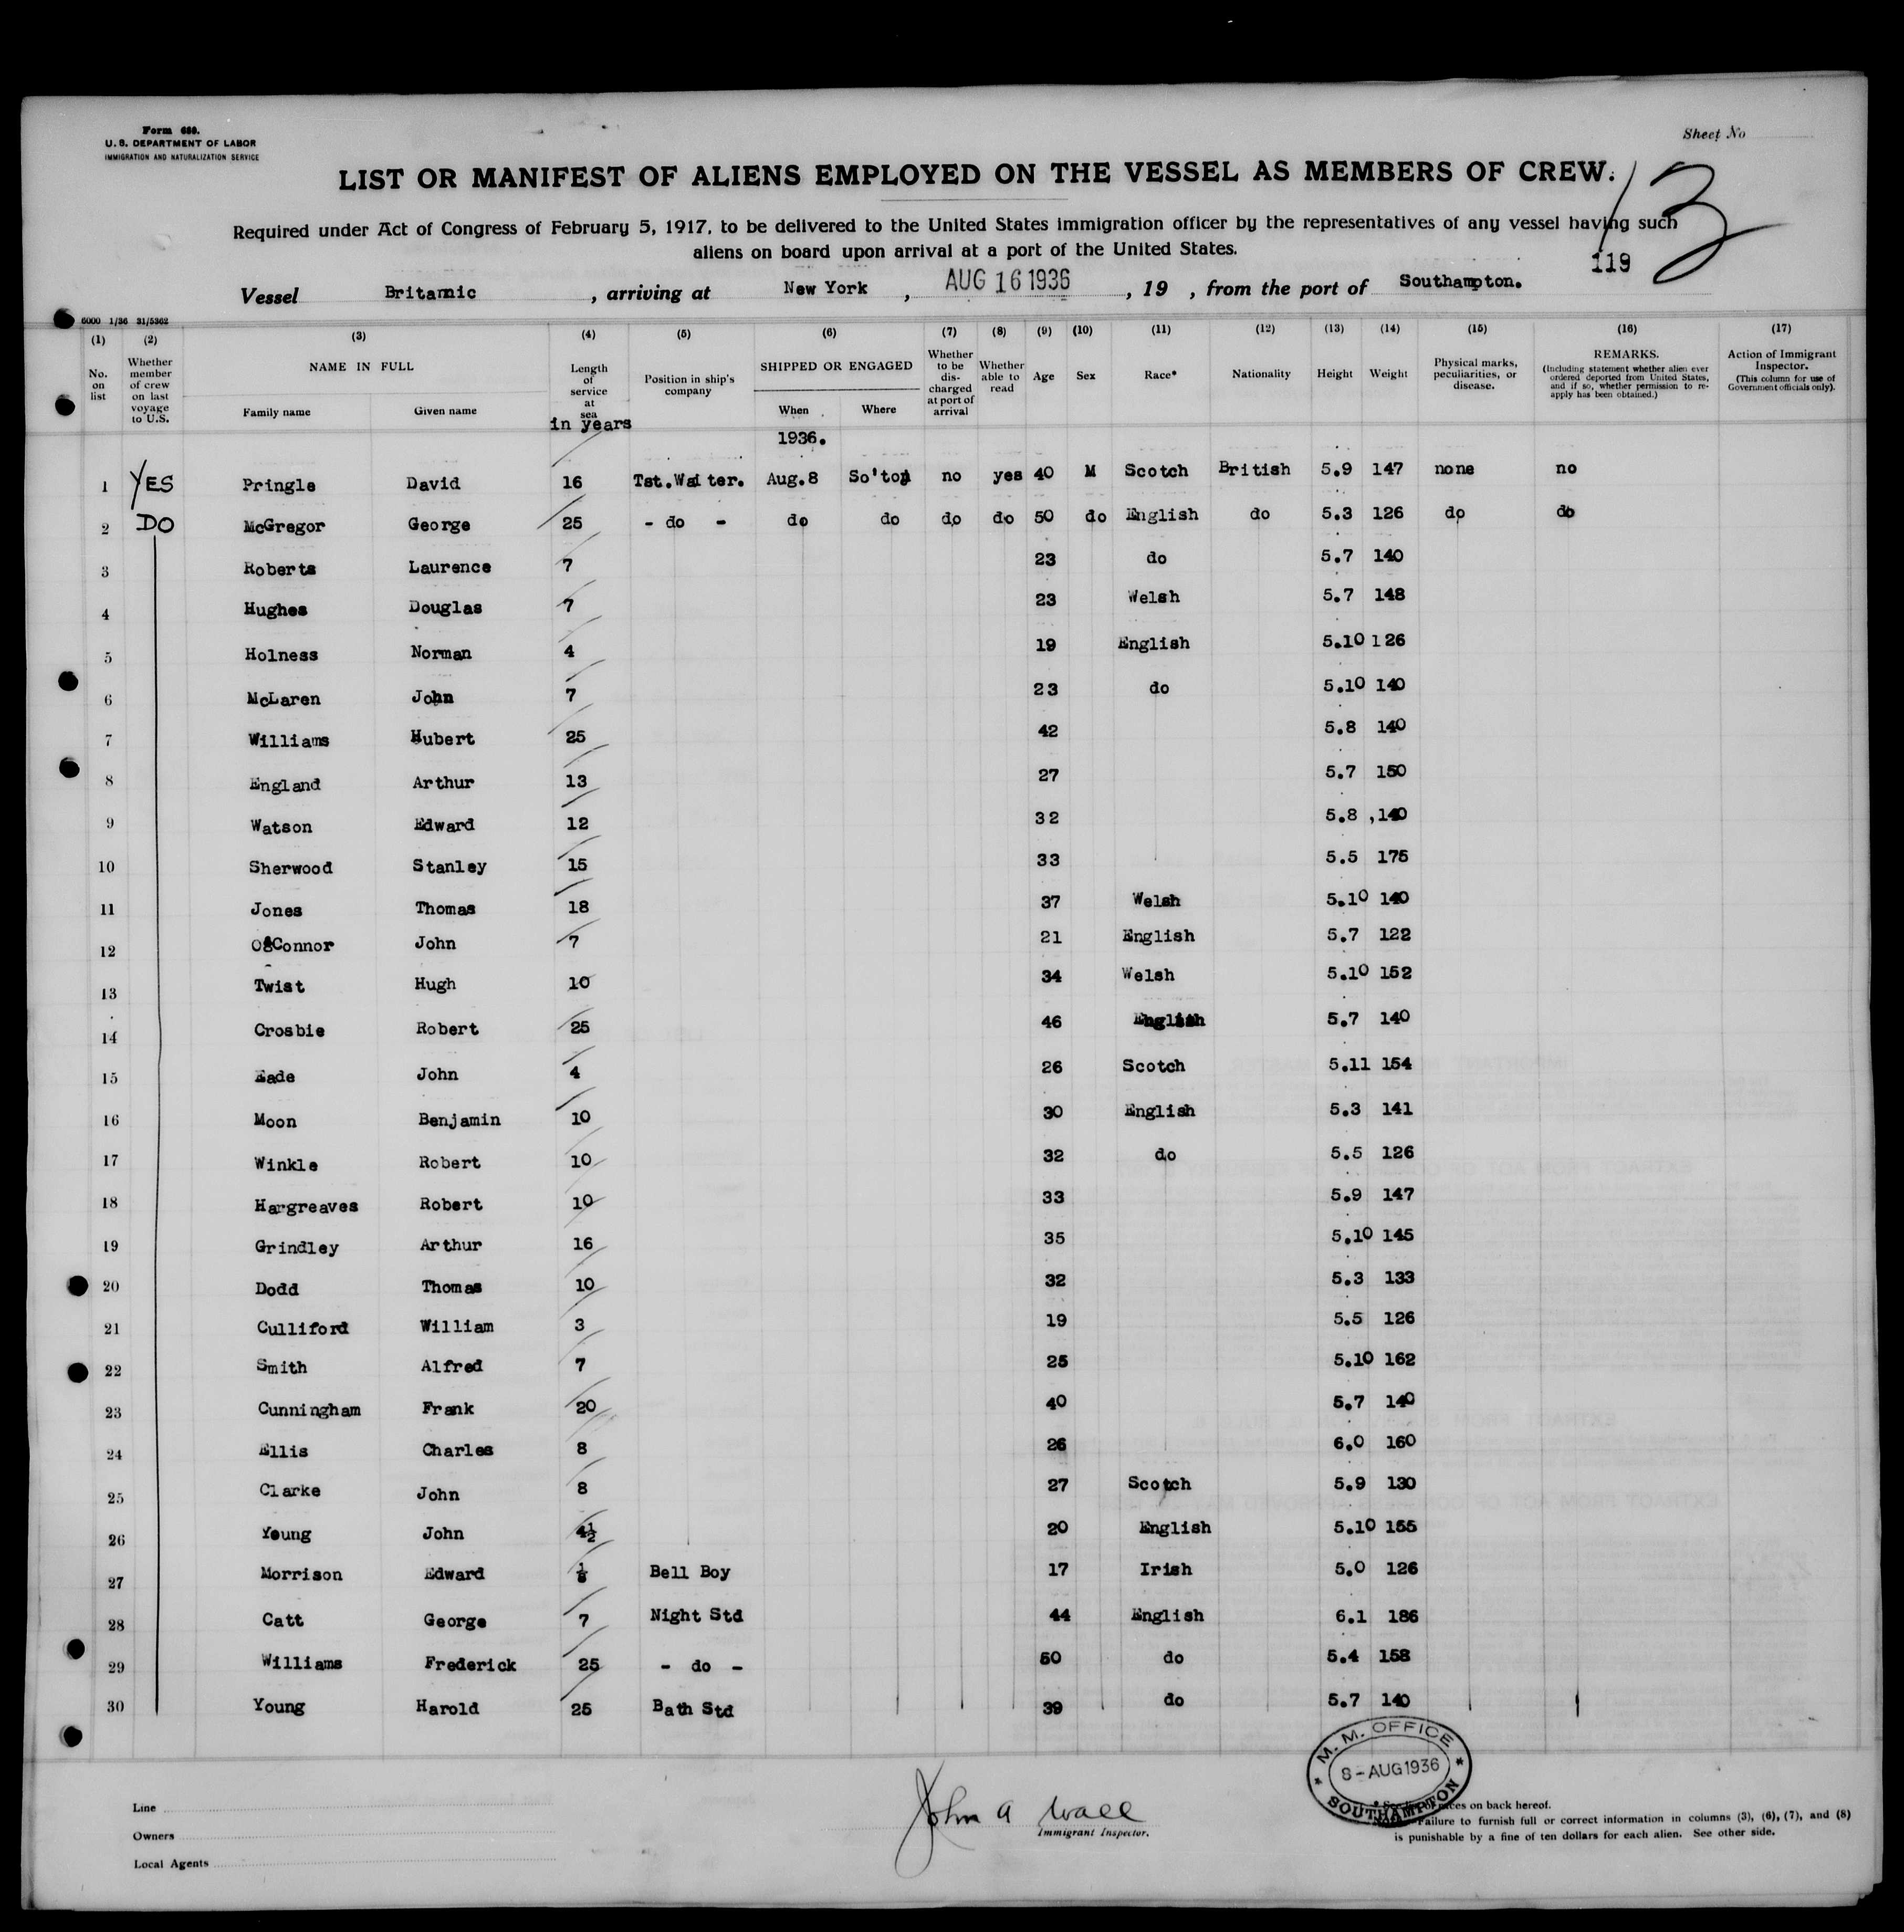 Form 680.
U. S. DEPARTMENT OF LABOR
IMMIGRATION AND NATURALIZATION SERVICE
Sheet No
LIST OR MANIFEST OF ALIENS EMPLOYED ON THE VESSEL AS MEMBERS OF CREW.
13
Required under Act of Congress of February 5, 1917, to be delivered to the United States immigration officer by the representatives of any vessel having such
aliens on board upon arrival at a port of the United States.
119
Vessel Britannic , arriving at New York , AUG 16 1936 , 19 , from the port of Southampton.
6000 1/36 31/5362
(1) (2) (3) (4) (5) (6) (7) (8) (9) (10) (11) (12) (13) (14) (15) (16) (17)
No. on list
Whether member of crew on last voyage to U.S.
NAME IN FULL
Family name
Given name
Length of service at sea
in years
Position in ship's company
SHIPPED OR ENGAGED
When
Where
Whether to be discharged at port of arrival
Whether able to read
Age
Sex
Race*
Nationality
Height
Weight
Physical marks, peculiarities, or disease.
REMARKS.
(Including statement whether alien ever ordered deported from United States, and if so, whether permission to re-apply has been obtained.)
Action of Immigrant Inspector.
(This column for use of Government officials only).
1936.
1 YES Pringle David 16 Tst.Waiter. Aug.8 So'ton no yes 40 M Scotch British 5.9 147 none no
2 DO McGregor George 25 - do - do do do do 50 do English do 5.3 126 do do
3 Roberts Laurence 7 23 do 5.7 140
4 Hughes Douglas 7 23 Welsh 5.7 148
5 Holness Norman 4 19 English 5.10 126
6 McLaren John 7 23 do 5.10 140
7 Williams Hubert 25 42 5.8 140
8 England Arthur 13 27 5.7 150
9 Watson Edward 12 32 5.8 ,140
10 Sherwood Stanley 15 33 5.5 175
11 Jones Thomas 18 37 Welsh 5.10 140
12 O'Connor John 7 21 English 5.7 122
13 Twist Hugh 10 34 Welsh 5.10 152
14 Crosbie Robert 25 46 English 5.7 140
15 Eade John 4 26 Scotch 5.11 154
16 Moon Benjamin 10 30 English 5.3 141
17 Winkle Robert 10 32 do 5.5 126
18 Hargreaves Robert 10 33 5.9 147
19 Grindley Arthur 16 35 5.10 145
20 Dodd Thomas 10 32 5.3 133
21 Culliford William 3 19 5.5 126
22 Smith Alfred 7 25 5.10 162
23 Cunningham Frank 20 40 5.7 140
24 Ellis Charles 8 26 6.0 160
25 Clarke John 8 27 Scotch 5.9 130
26 Young John 4½ 20 English 5.10 155
27 Morrison Edward Bell Boy 17 Irish 5.0 126
28 Catt George 7 Night Std 44 English 6.1 186
29 Williams Frederick 25 - do - 50 do 5.4 158
30 Young Harold 25 Bath Std 39 do 5.7 140
M. M. OFFICE
8-AUG 1936
SOUTHAMPTON
Line
Owners
Local Agents
John A Wall
Immigrant Inspector.
races on back hereof.
Failure to furnish full or correct information in columns (3), (6), (7), and (8)
is punishable by a fine of ten dollars for each alien. See other side.